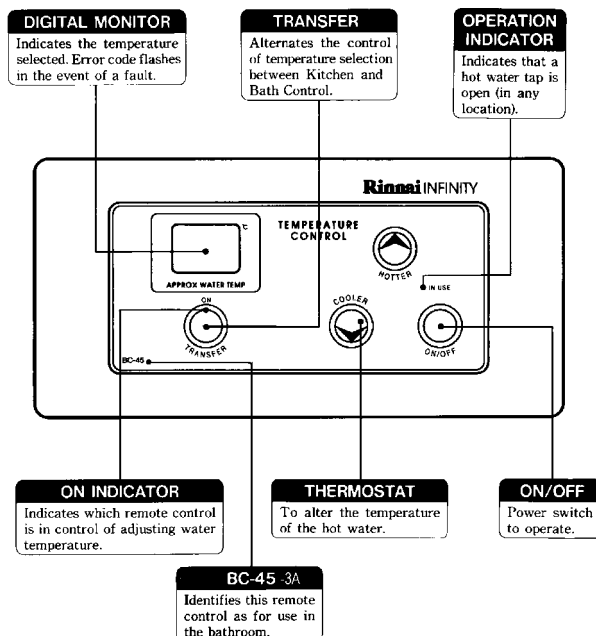 DIGITAL MONITOR
Indicates the temperature
selected. Error code flashes
in the event of a fault.
TRANSFER
Alternates the control
of temperature selection
between Kitchen and
Bath Control.
OPERATION
INDICATOR
Indicates that a
hot water tap is
open (in any
location).
Rinnai INFINITY
°C
APPROX WATER TEMP
TEMPERATURE
CONTROL
HOTTER
ON
TRANSFER
COOLER
IN USE
ON/OFF
BC-45
ON INDICATOR
Indicates which remote control
is in control of adjusting water
temperature.
THERMOSTAT
To alter the temperature
of the hot water.
ON/OFF
Power switch
to operate.
BC-45 -3A
Identifies this remote
control as for use in
the bathroom.